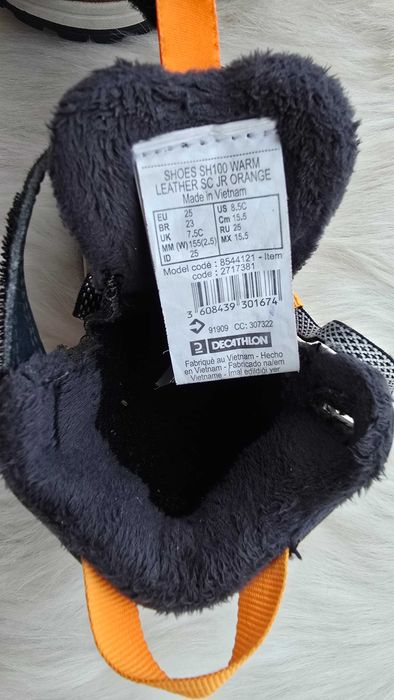 SHOES SH100 WARM
LEATHER SC JR ORANGE
Made in Vietnam
EU 25 US 8.5C
BR 23 Cm 15.5
UK 7.5C RU 25
MM (W) 155(2.5) MX 15.5
ID 25
Model code : 8544121 - Item
code : 2717381
3 608439 301674
91909 CC: 307322
DECATHLON
Fabriqué au Vietnam - Hecho
en Vietnam - Fabricado na/em
Vietname - İmal edildiği yer